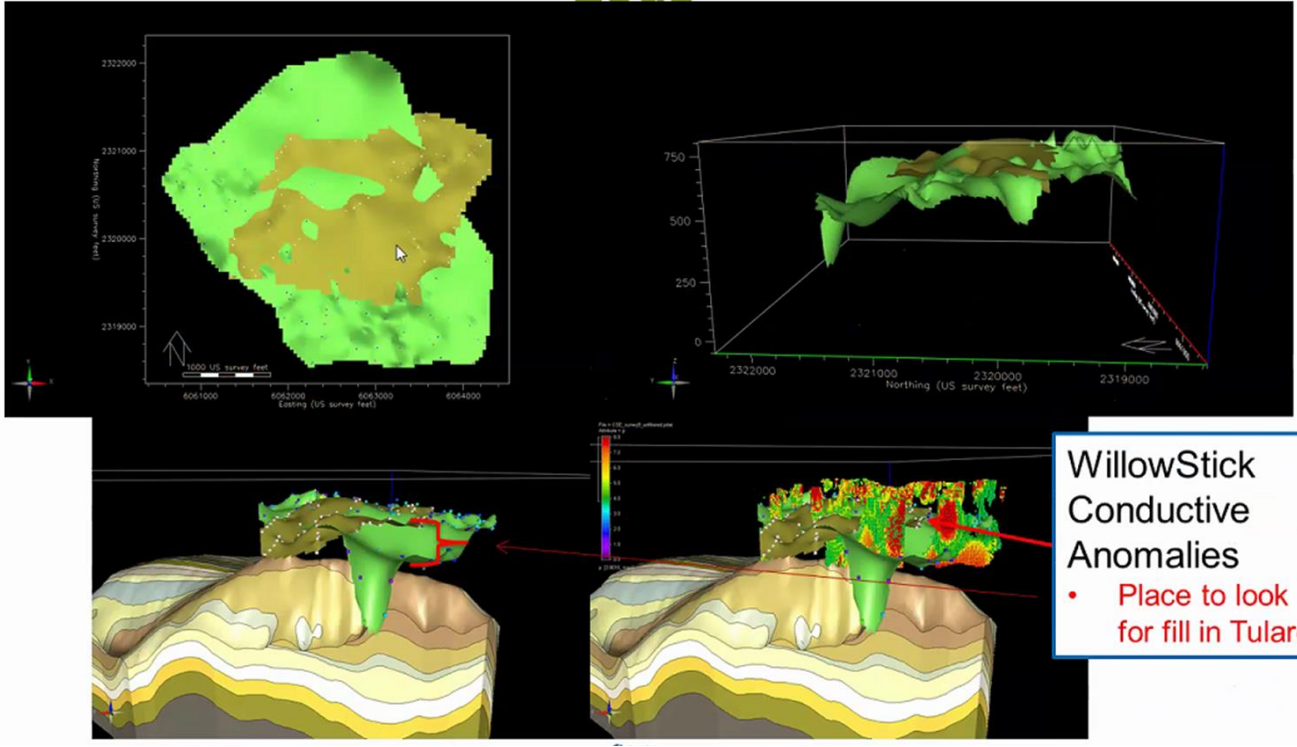 2322000
2321000
2320000
2319000
Northing (US survey feet)
1000 US survey feet
6061000
6062000
6063000
6064000
Easting (US survey feet)
N
750
500
250
0
2322000
2321000
2320000
2319000
Northing (US survey feet)
WillowStick
Conductive
Anomalies
• Place to look
for fill in Tular